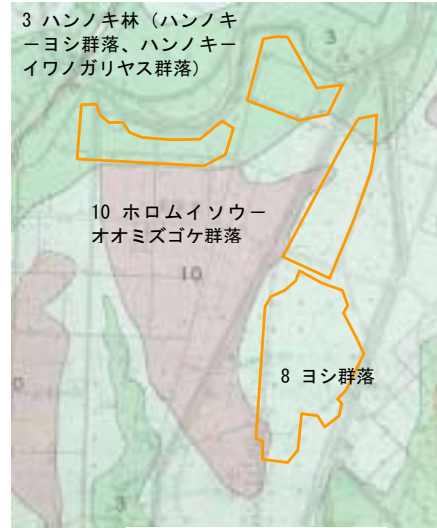 3 ハンノキ林（ハンノキ
ーヨシ群落、ハンノキー
イワノガリヤス群落）
3
10 ホロムイソウー
オオミズゴケ群落
10
8 ヨシ群落
3